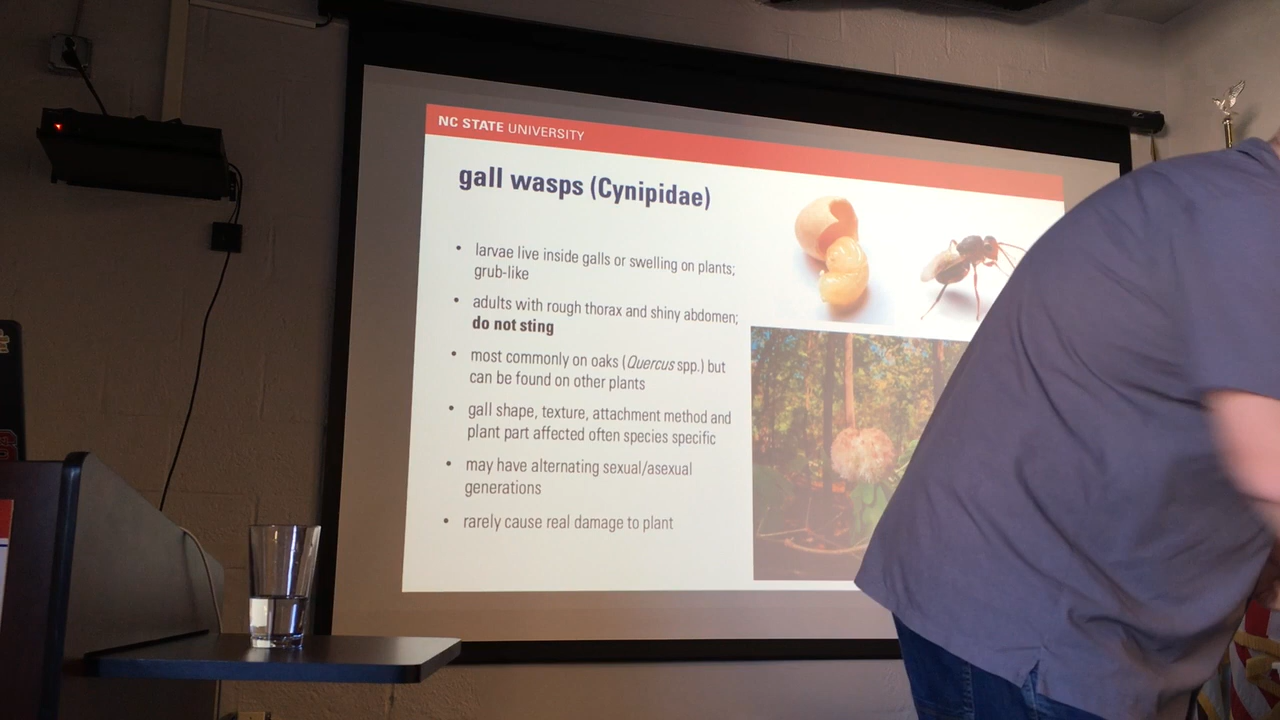 NC STATE UNIVERSITY
gall wasps (Cynipidae)
• larvae live inside galls or swelling on plants;
grub-like
• adults with rough thorax and shiny abdomen;
do not sting
• most commonly on oaks (Quercus spp.) but
can be found on other plants
• gall shape, texture, attachment method and
plant part affected often species specific
• may have alternating sexual/asexual
generations
• rarely cause real damage to plant